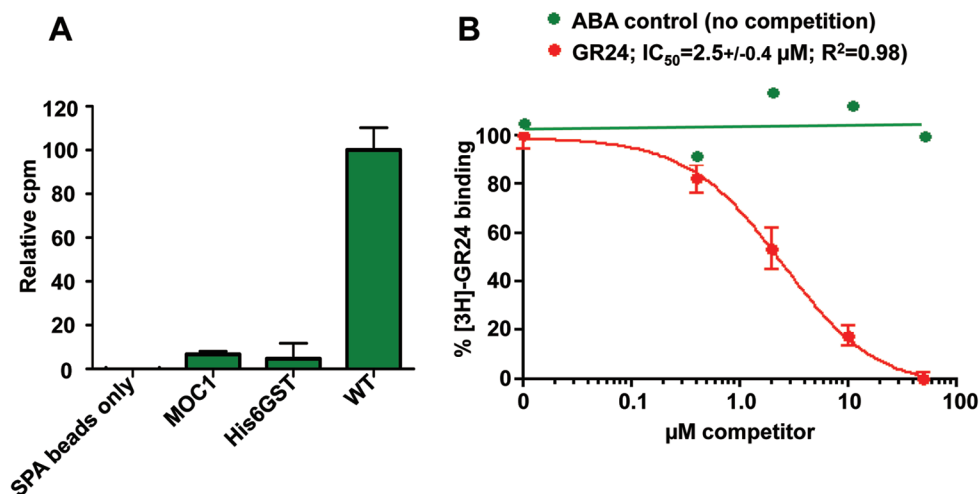 A
Relative cpm
120
100
80
60
40
20
0
SPA beads only
MOC1
His6GST
WT
B
ABA control (no competition)
GR24; IC50=2.5+/-0.4 µM; R²=0.98)
% [3H]-GR24 binding
100
80
60
40
20
0
0 0.1 1.0 10 100
µM competitor